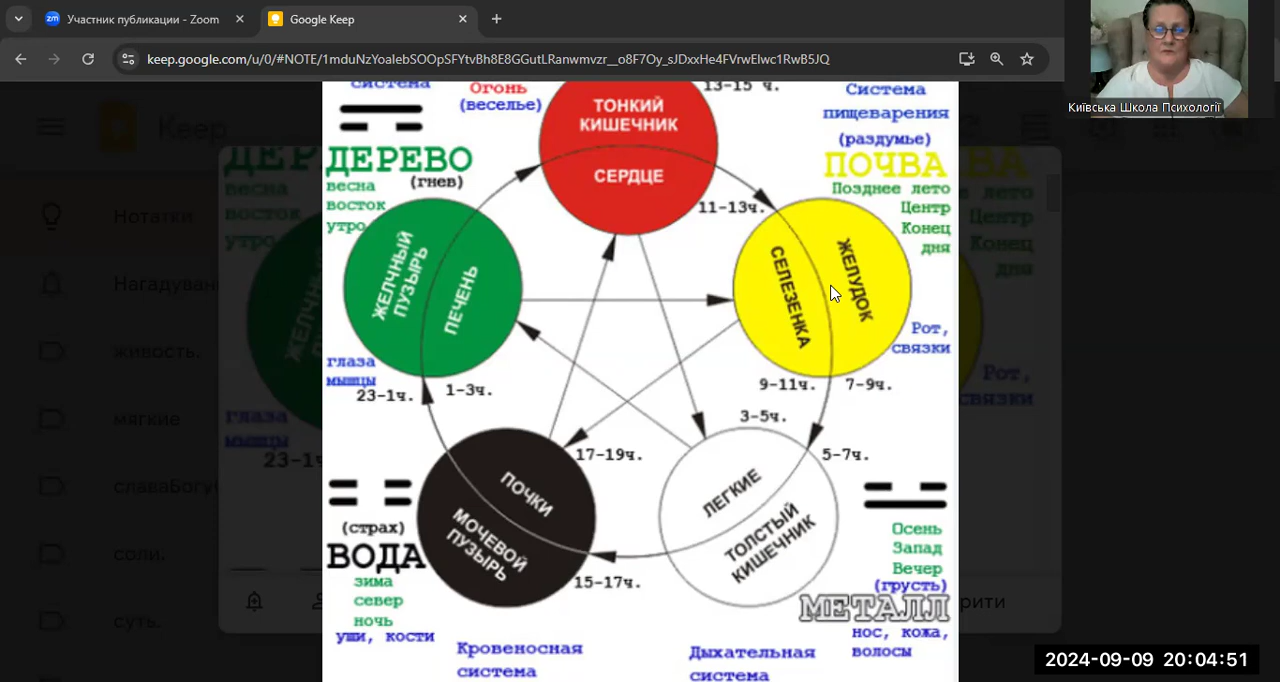 Участник публикации - Zoom
Google Keep
keep.google.com/u/0/#NOTE/1mduNzYoalebSOOpSFYtvBh8E8GGutLRanwmvzr__o8F7Oy_sJDxxHe4FVrwElwc1RwB5JQ
Київська Школа Психології
Keep
Нотатки
Нагадуван
живость.
мягкие
славаБогу
соли.
суть.
система
Огонь
(веселье)
13-15 ч.
Система
пищеварения
(раздумье)
ТОНКИЙ
КИШЕЧНИК
СЕРДЦЕ
ДЕРЕВО
(гнев)
весна
восток
утро
ПОЧВА
Позднее лето
Центр
Конец
дня
11-13ч.
ЖЕЛЧНЫЙ
ПУЗЫРЬ
ПЕЧЕНЬ
СЕЛЕЗЕНКА
ЖЕЛУДОК
Рот,
связки
глаза
мышцы
23-1ч.
1-3ч.
9-11ч.
7-9ч.
3-5ч.
5-7ч.
17-19ч.
ПОЧКИ
МОЧЕВОЙ
ПУЗЫРЬ
ЛЕГКИЕ
ТОЛСТЫЙ
КИШЕЧНИК
(страх)
ВОДА
зима
север
ночь
уши, кости
15-17ч.
Осень
Запад
Вечер
(грусть)
МЕТАЛЛ
нос, кожа,
волосы
Кровеносная
система
Дыхательная
система
2024-09-09 20:04:51